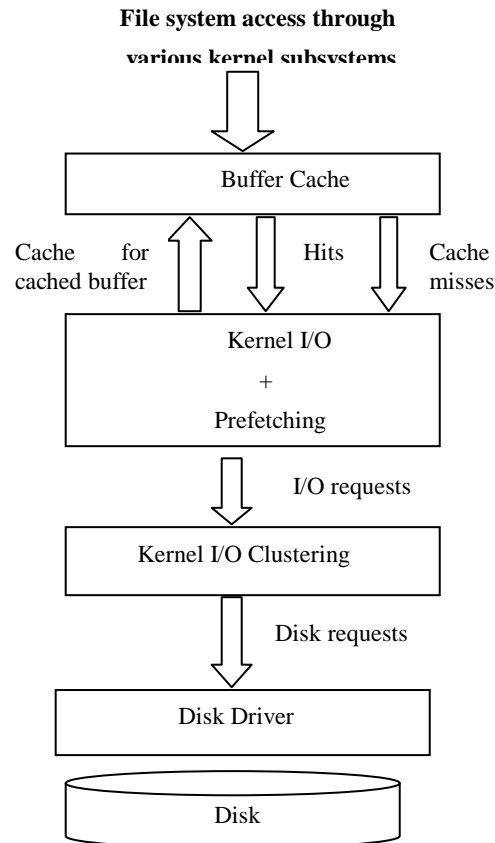 File system access through
various kernel subsystems
Buffer Cache
Cache for
cached buffer
Hits
Cache
misses
Kernel I/O
+
Prefetching
I/O requests
Kernel I/O Clustering
Disk requests
Disk Driver
Disk